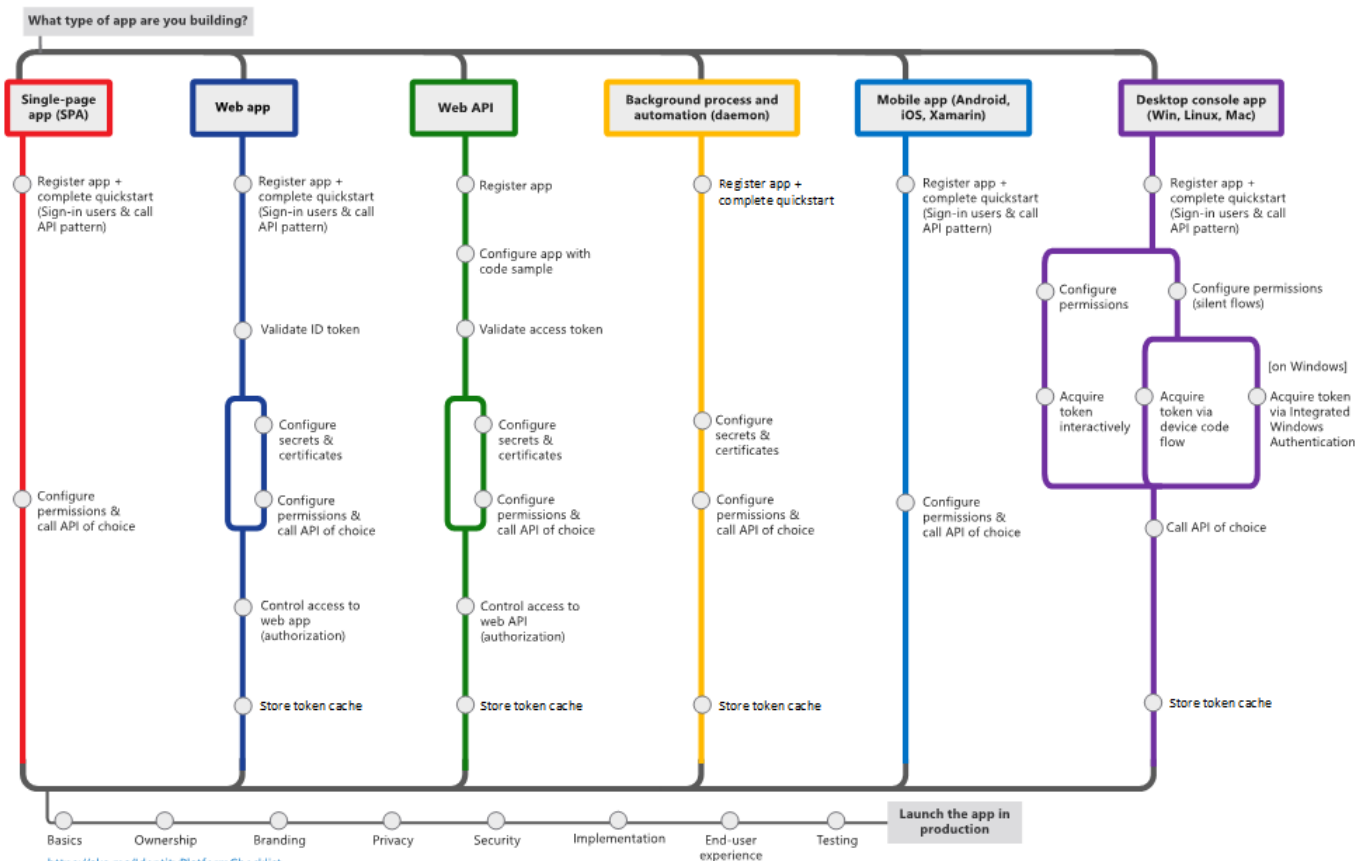 What type of app are you building?
Single-page
app (SPA)
Web app
Web API
Background process and
automation (daemon)
Mobile app (Android,
iOS, Xamarin)
Desktop console app
(Win, Linux, Mac)
Register app +
complete quickstart
(Sign-in users & call
API pattern)
Configure
permissions &
call API of choice
Register app +
complete quickstart
(Sign-in users & call
API pattern)
Validate ID token
Configure
secrets &
certificates
Configure
permissions &
call API of choice
Control access to
web app
(authorization)
Store token cache
Register app
Configure app with
code sample
Validate access token
Configure
secrets &
certificates
Configure
permissions &
call API of choice
Control access to
web API
(authorization)
Store token cache
Register app +
complete quickstart
Configure
secrets &
certificates
Configure
permissions &
call API of choice
Store token cache
Register app +
complete quickstart
(Sign-in users & call
API pattern)
Configure
permissions &
call API of choice
Register app +
complete quickstart
(Sign-in users & call
API pattern)
Configure
permissions
Configure permissions
(silent flows)
[on Windows]
Acquire
token
interactively
Acquire
token via
device code
flow
Acquire token
via Integrated
Windows
Authentication
Call API of choice
Store token cache
Basics
Ownership
Branding
Privacy
Security
Implementation
End-user
experience
Testing
Launch the app in
production